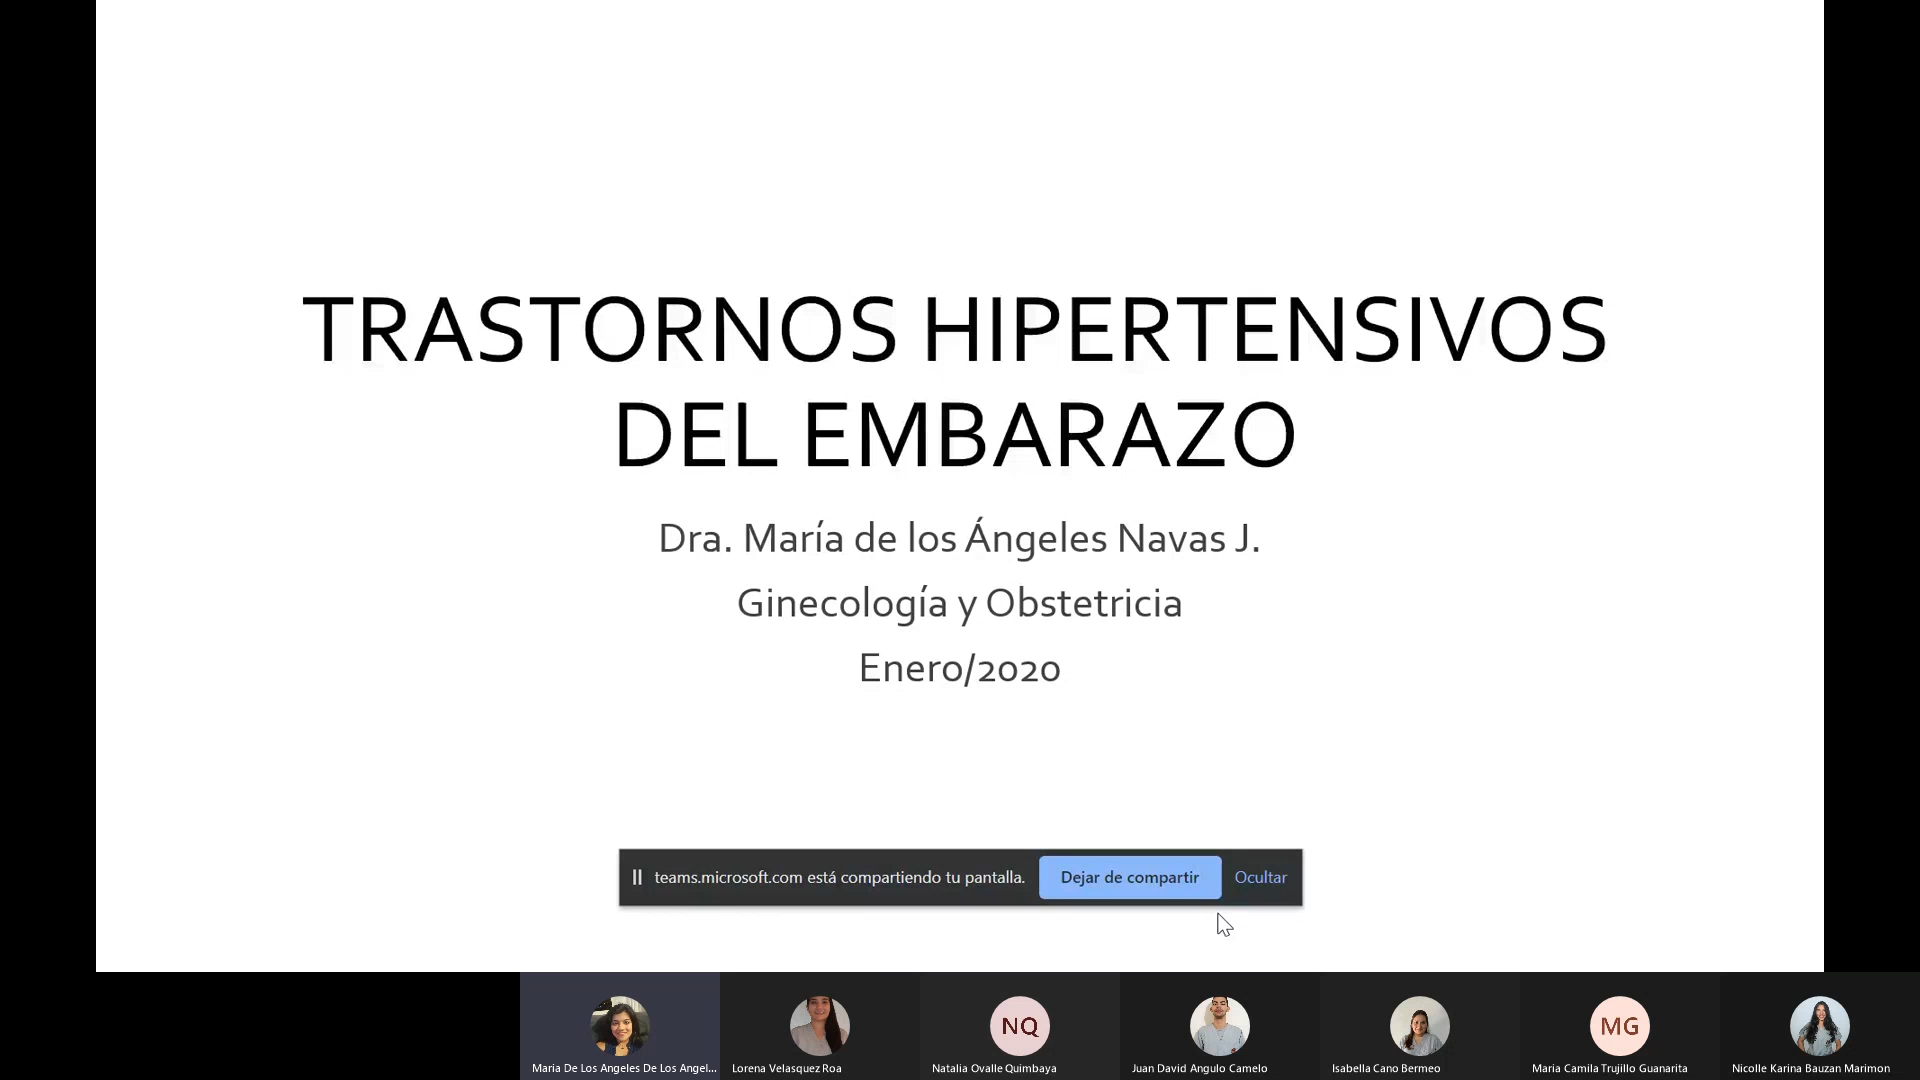 TRASTORNOS HIPERTENSIVOS
DEL EMBARAZO
Dra. María de los Ángeles Navas J.
Ginecología y Obstetricia
Enero/2020
teams.microsoft.com está compartiendo tu pantalla. Dejar de compartir Ocultar
NQ MG
Maria De Los Angeles De Los Angel... Lorena Velasquez Roa Natalia Ovalle Quimbaya Juan David Angulo Camelo Isabella Cano Bermeo Maria Camila Trujillo Guanarita Nicolle Karina Bauzan Marimon